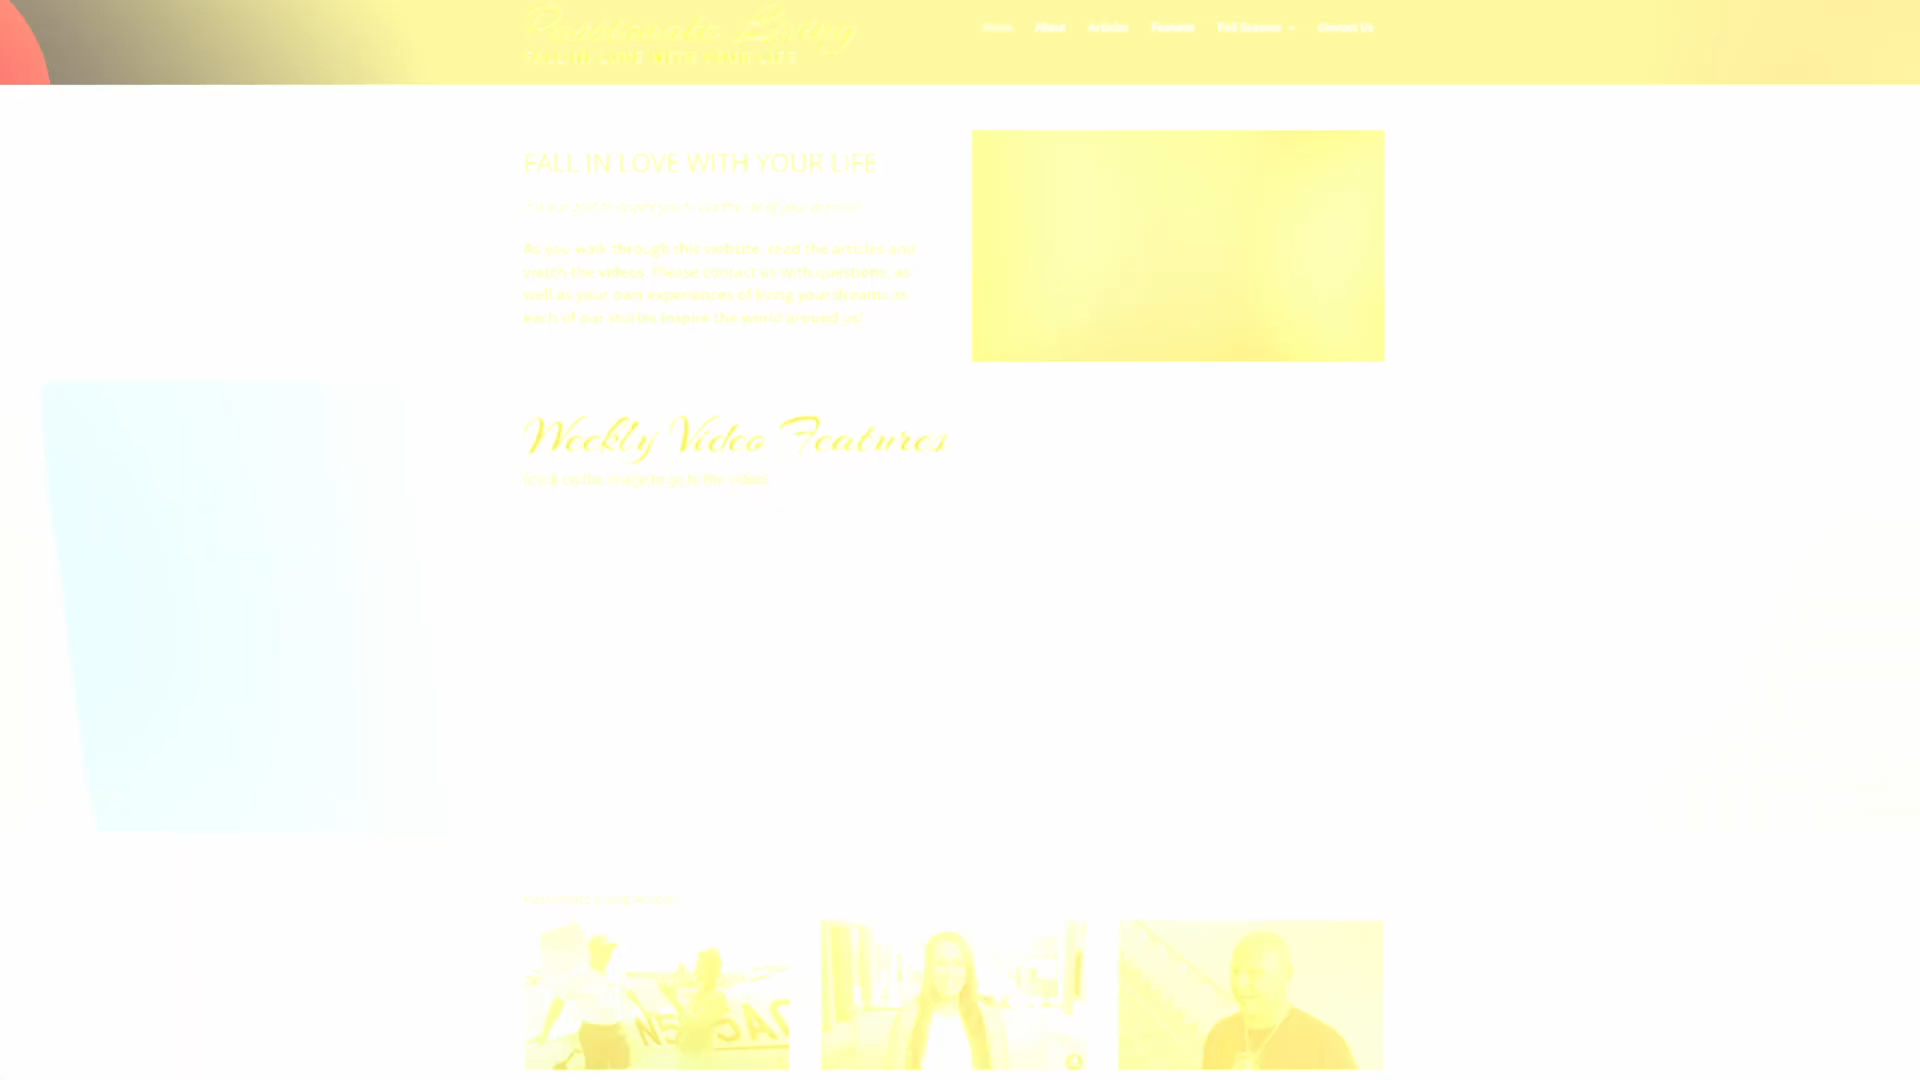 Passionate Living
FALL IN LOVE WITH YOUR LIFE
Home About Articles Features Contact Us
FALL IN LOVE WITH YOUR LIFE
As you walk through this website, read the articles and
watch the videos. Please contact us with questions, as
well as your own experiences of living your dreams as
each of our stories inspire the world around us!
Weekly Video Features
Click on the image to go to the videos